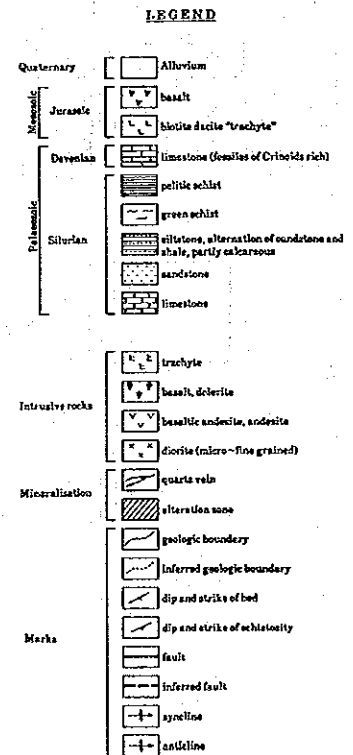 LEGEND
Quaternary
Alluvium
Mesozoic
Jurassic
basalt
biotite dacite "trachyte"
Palaeozoic
Devonian
limestone (fossiles of Crinoids rich)
Silurian
pelitic schist
green schist
siltstone, alternation of sandstone and
shale, partly calcareous
sandstone
limestone
Intrusive rocks
trachyte
basalt, dolerite
basaltic andesite, andesite
diorite (micro~fine grained)
Mineralisation
quartz vein
alteration zone
Marks
geologic boundary
inferred geologic boundary
dip and strike of bed
dip and strike of schistosity
fault
inferred fault
syncline
anticline